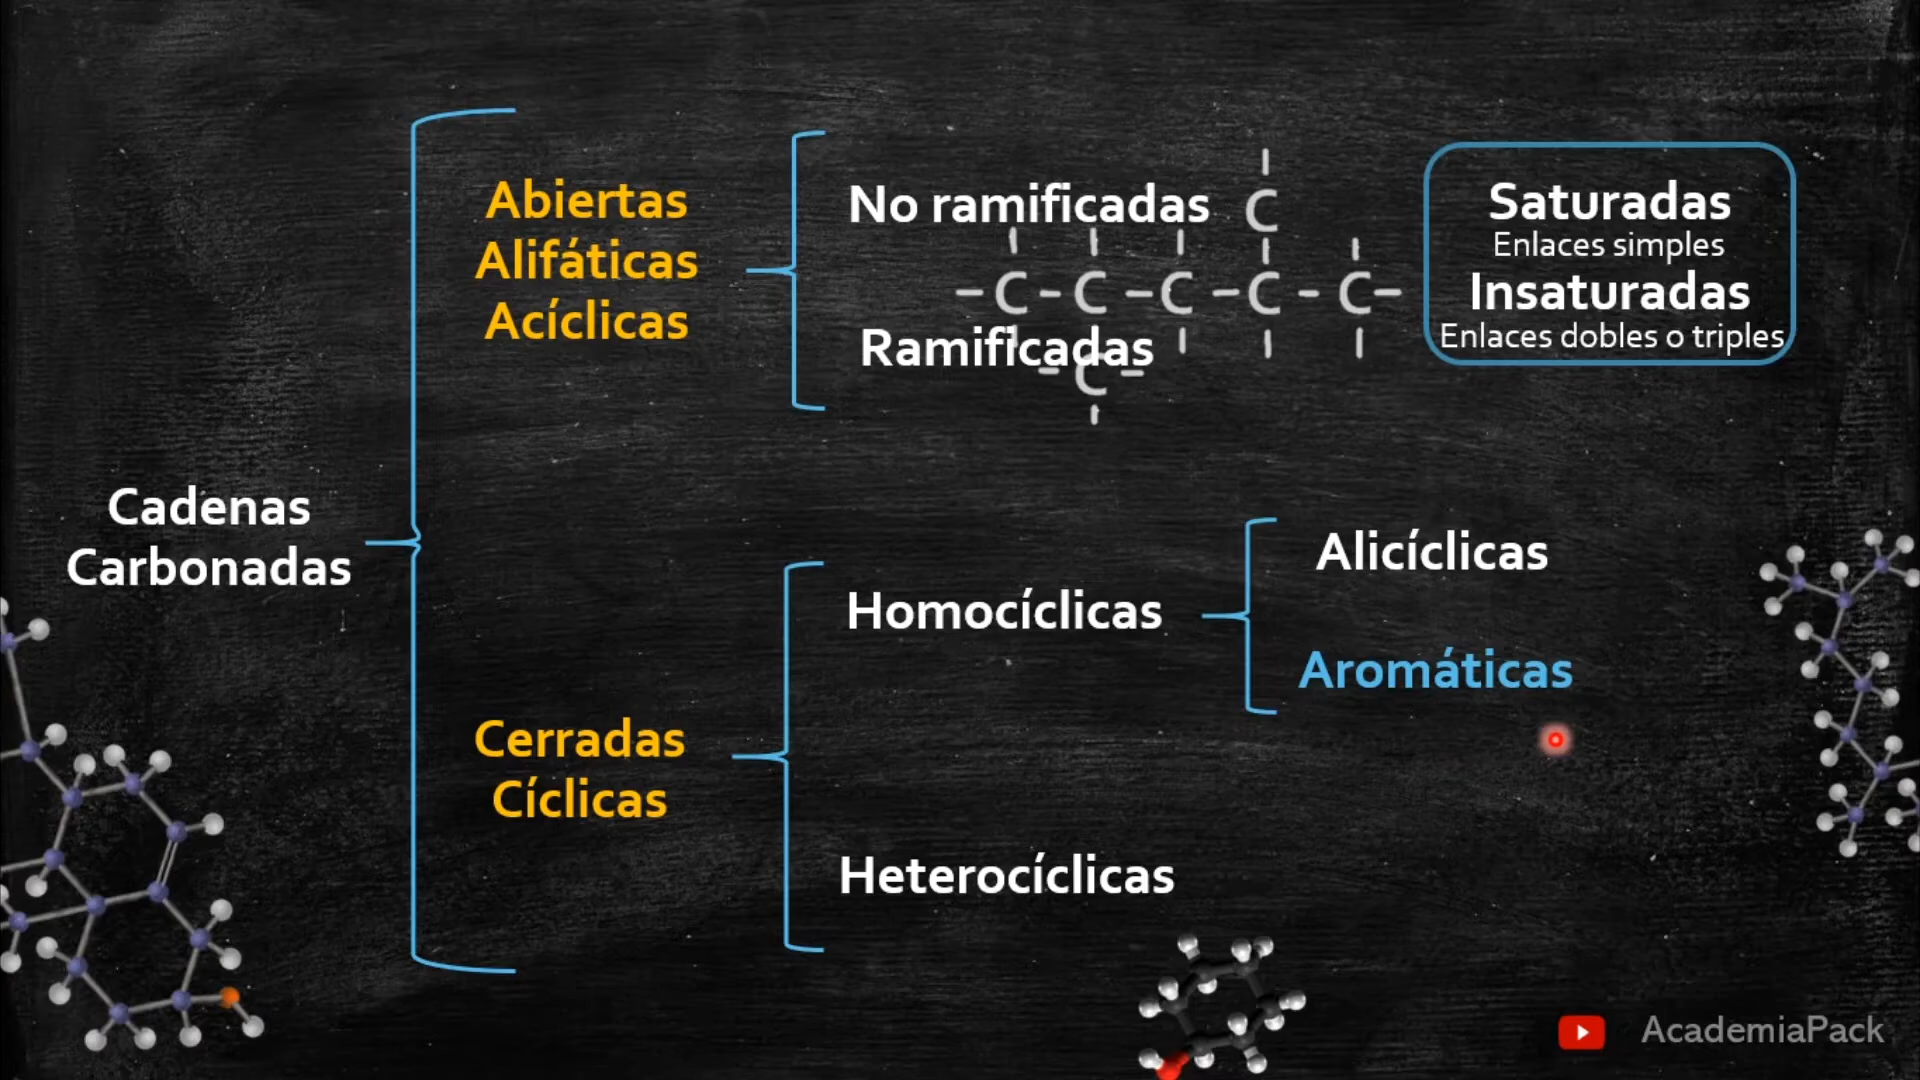 Abiertas
Alifáticas
Acíclicas
No ramificadas
C
C C C C C
Ramificadas
C
Saturadas
Enlaces simples
Insaturadas
Enlaces dobles o triples
Cadenas
Carbonadas
Cerradas
Cíclicas
Homocíclicas
Alicíclicas
Aromáticas
Heterocíclicas
AcademiaPack